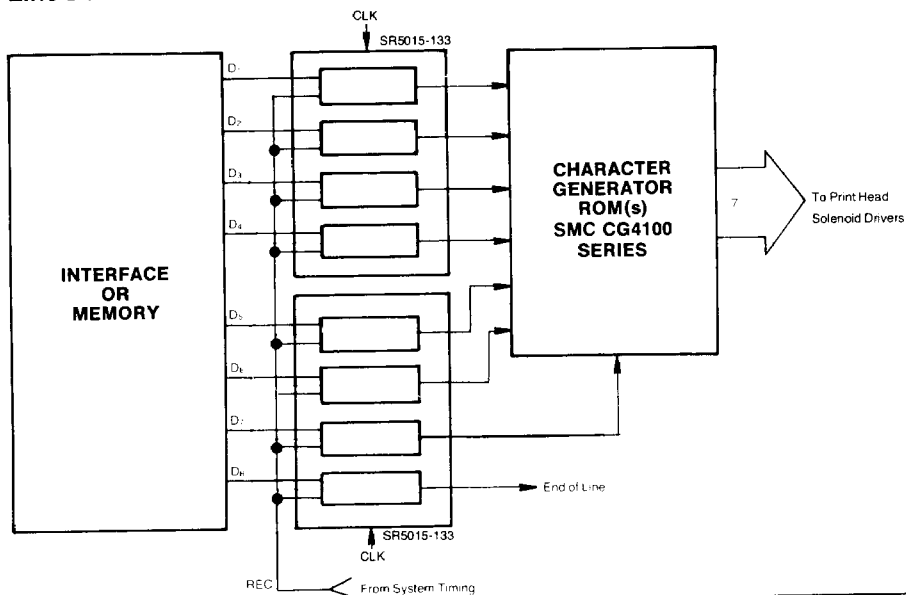 CLK
SR5015-133
D₁
D₂
D₃
D₄
INTERFACE
OR
MEMORY
CHARACTER
GENERATOR
ROM(s)
SMC CG4100
SERIES
7
To Print Head
Solenoid Drivers
D₅
D₆
D₇
D₈
End of Line
SR5015-133
CLK
REC
From System Timing